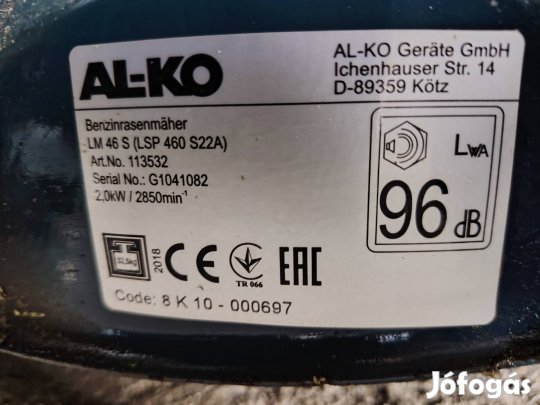 AL-KO
AL-KO Geräte GmbH
Ichenhauser Str. 14
D-89359 Kötz
Benzinrasenmäher
LM 46 S (LSP 460 S22A)
Art.No. 113532
Serial No.: G1041082
2,0kW / 2850min⁻¹
LWA
96 dB
32,5kg
2018
CE
TR 066
EAC
Code: 8 K 10 - 000697
Jófogás